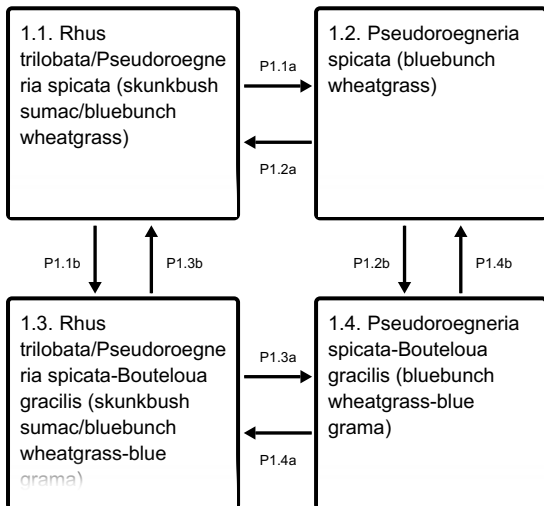 1.1. Rhus
trilobata/Pseudoroegne
ria spicata (skunkbush
sumac/bluebunch
wheatgrass)
P1.1a
P1.2a
1.2. Pseudoroegneria
spicata (bluebunch
wheatgrass)
P1.1b
P1.3b
P1.2b
P1.4b
1.3. Rhus
trilobata/Pseudoroegne
ria spicata-Bouteloua
gracilis (skunkbush
sumac/bluebunch
wheatgrass-blue
grama)
P1.3a
P1.4a
1.4. Pseudoroegneria
spicata-Bouteloua
gracilis (bluebunch
wheatgrass-blue
grama)